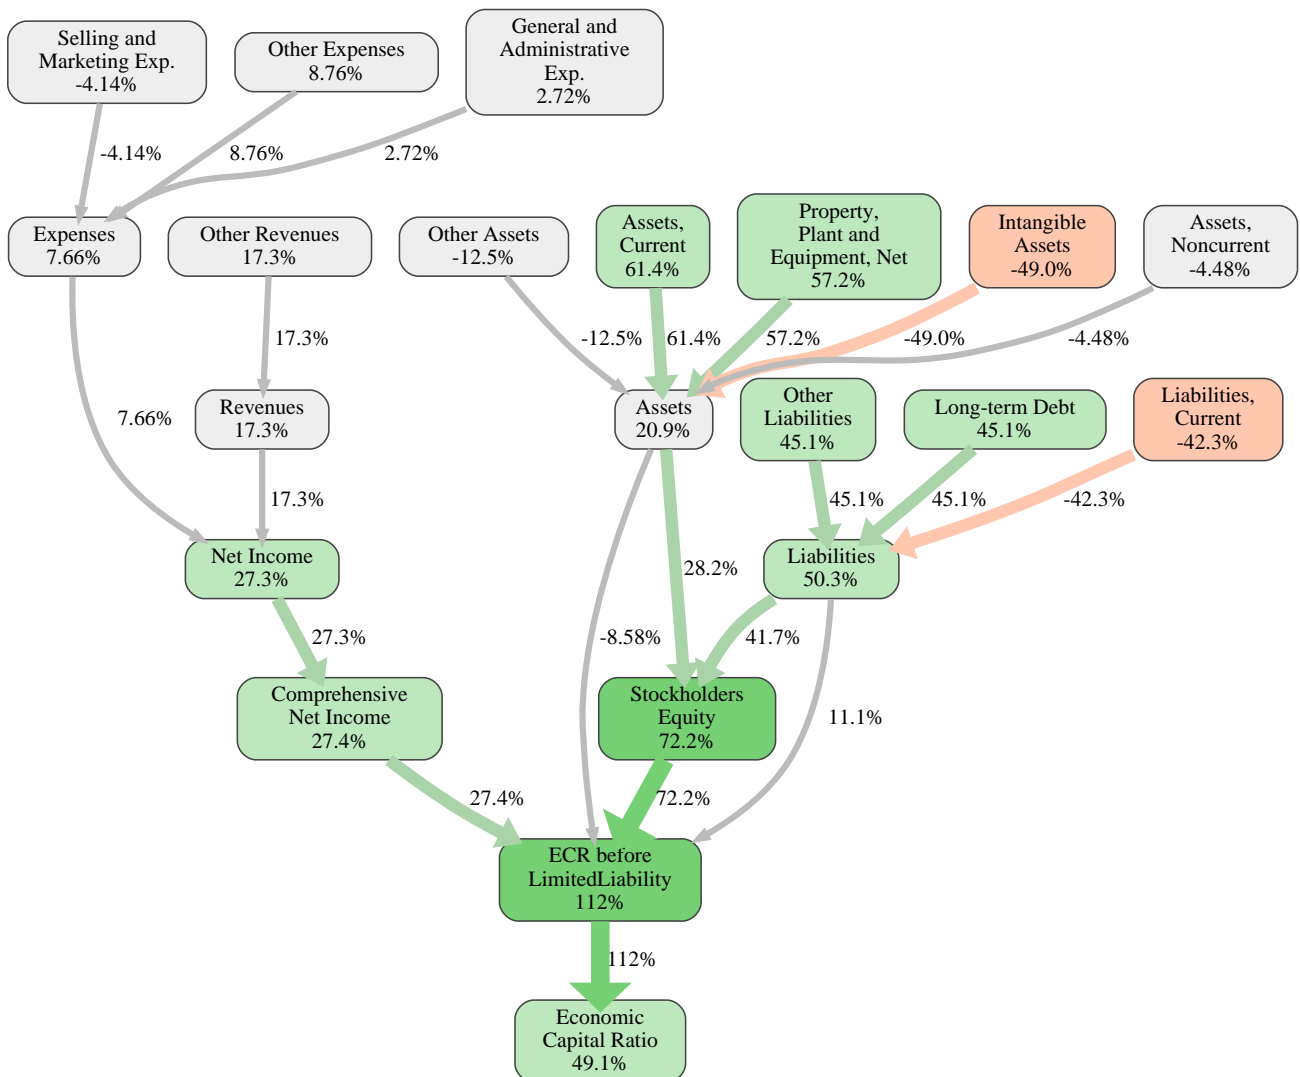 Selling and
Marketing Exp.
-4.14%
Other Expenses
8.76%
General and
Administrative
Exp.
2.72%
-4.14%
8.76%
2.72%
Expenses
7.66%
Other Revenues
17.3%
Other Assets
-12.5%
Assets,
Current
61.4%
Property,
Plant and
Equipment, Net
57.2%
Intangible
Assets
-49.0%
Assets,
Noncurrent
-4.48%
17.3%
-12.5%
61.4%
57.2%
-49.0%
-4.48%
7.66%
Revenues
17.3%
Assets
20.9%
Other
Liabilities
45.1%
Long-term Debt
45.1%
Liabilities,
Current
-42.3%
17.3%
45.1%
45.1%
-42.3%
Net Income
27.3%
28.2%
Liabilities
50.3%
27.3%
-8.58%
41.7%
Comprehensive
Net Income
27.4%
Stockholders
Equity
72.2%
11.1%
27.4%
72.2%
ECR before
LimitedLiability
112%
112%
Economic
Capital Ratio
49.1%